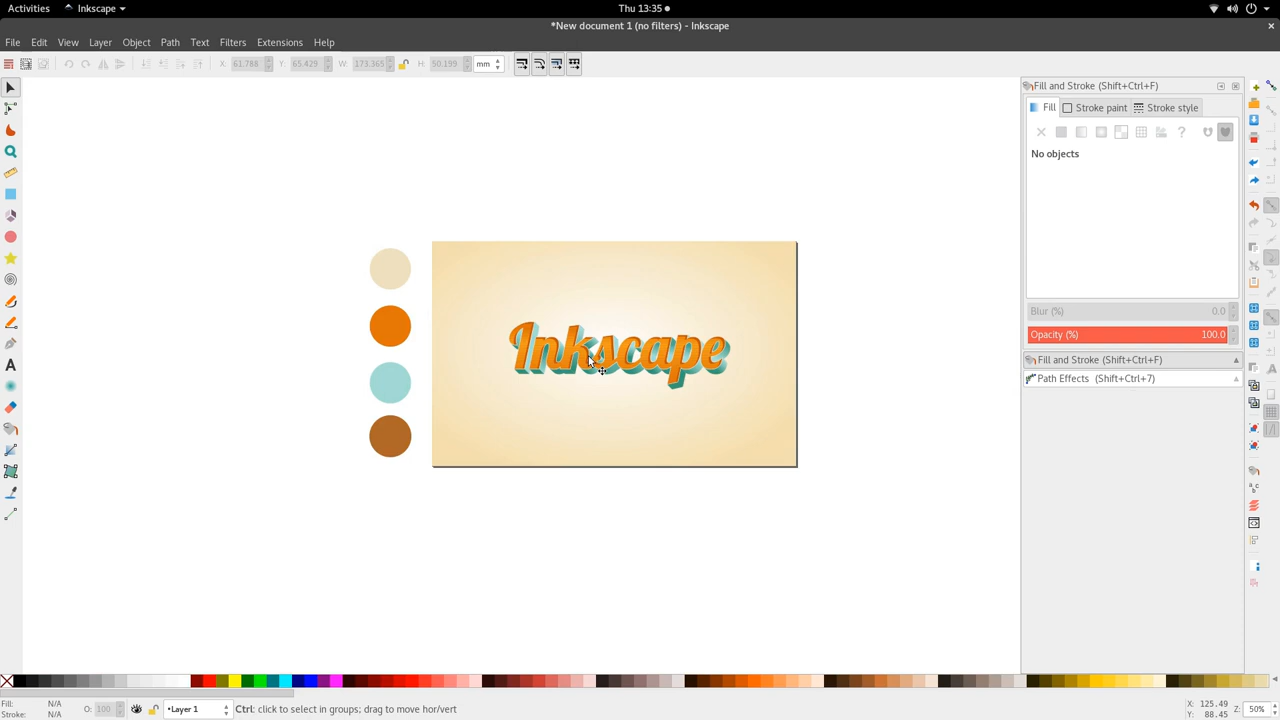 Activities Inkscape Thu 13:35
*New document 1 (no filters) - Inkscape
File Edit View Layer Object Path Text Filters Extensions Help
X: 61.788 Y: 65.429 W: 173.365 H: 50.199 mm
Fill and Stroke (Shift+Ctrl+F)
Fill Stroke paint Stroke style
No objects
Blur (%) 0.0
Opacity (%) 100.0
Fill and Stroke (Shift+Ctrl+F)
Path Effects (Shift+Ctrl+7)
Inkscape
Fill: N/A
Stroke: N/A
O: 100
•Layer 1
Ctrl: click to select in groups; drag to move hor/vert
X: 125.49
Y: 88.45
Z: 50%